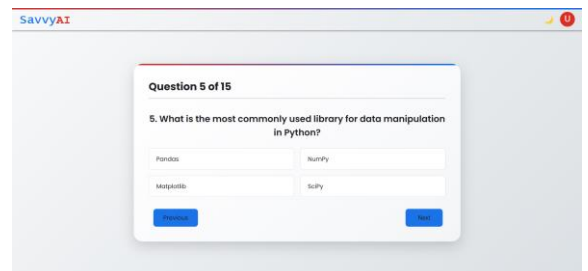 SavvyAI
U
Question 5 of 15
5. What is the most commonly used library for data manipulation
in Python?
Pandas
NumPy
Matplotlib
SciPy
Previous
Next